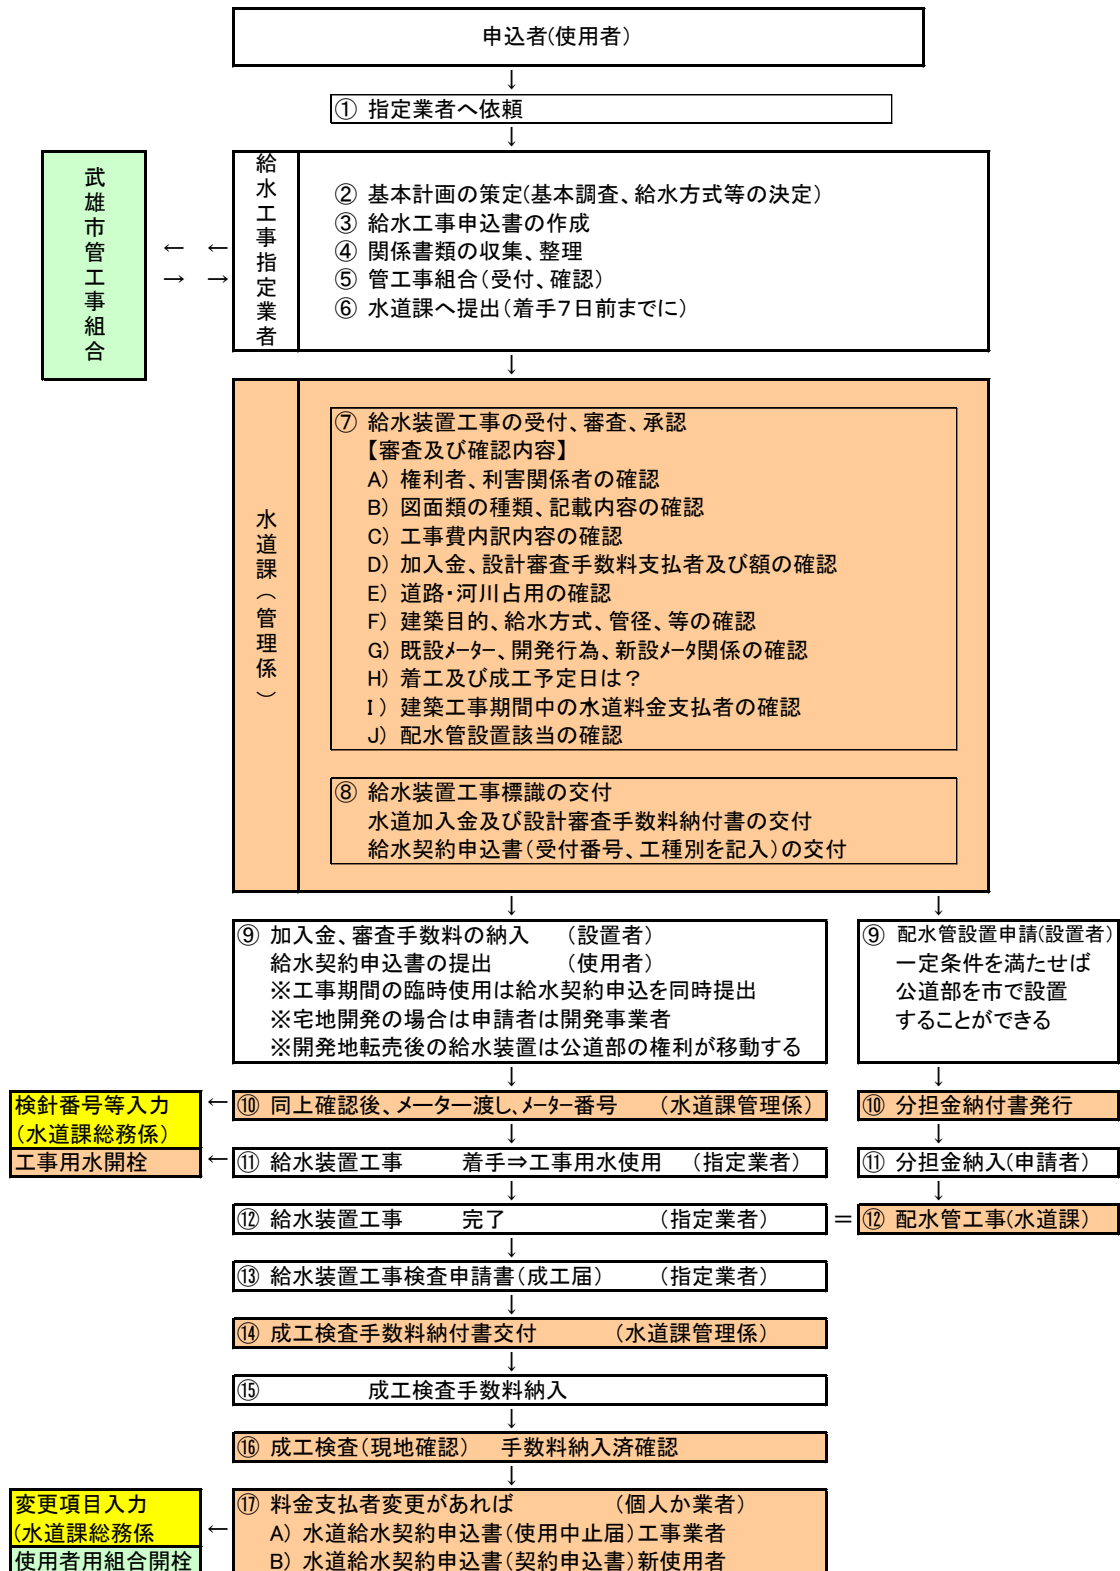 申込者(使用者)
↓
① 指定業者へ依頼
↓
武雄市管工事組合
← ←
→ →
給水工事指定業者
② 基本計画の策定(基本調査、給水方式等の決定)
③ 給水工事申込書の作成
④ 関係書類の収集、整理
⑤ 管工事組合(受付、確認)
⑥ 水道課へ提出(着手7日前までに)
↓
水道課(管理係)
⑦ 給水装置工事の受付、審査、承認
【審査及び確認内容】
A) 権利者、利害関係者の確認
B) 図面類の種類、記載内容の確認
C) 工事費内訳内容の確認
D) 加入金、設計審査手数料支払者及び額の確認
E) 道路・河川占用の確認
F) 建築目的、給水方式、管径、等の確認
G) 既設メーター、開発行為、新設メータ関係の確認
H) 着工及び成工予定日は?
I) 建築工事期間中の水道料金支払者の確認
J) 配水管設置該当の確認
⑧ 給水装置工事標識の交付
水道加入金及び設計審査手数料納付書の交付
給水契約申込書(受付番号、工種別を記入)の交付
↓ ↓
⑨ 加入金、審査手数料の納入 (設置者)
給水契約申込書の提出 (使用者)
※工事期間の臨時使用は給水契約申込を同時提出
※宅地開発の場合は申請者は開発事業者
※開発地転売後の給水装置は公道部の権利が移動する
⑨ 配水管設置申請(設置者)
一定条件を満たせば
公道部を市で設置
することができる
↓ ↓
検針番号等入力
(水道課総務係)
← ⑩ 同上確認後、メーター渡し、メーター番号 (水道課管理係)
⑩ 分担金納付書発行
↓ ↓
工事用水開栓
← ⑪ 給水装置工事 着手⇒工事用水使用 (指定業者)
⑪ 分担金納入(申請者)
↓ ↓
⑫ 給水装置工事 完了 (指定業者) = ⑫ 配水管工事(水道課)
↓
⑬ 給水装置工事検査申請書(成工届) (指定業者)
↓
⑭ 成工検査手数料納付書交付 (水道課管理係)
↓
⑮ 成工検査手数料納入
↓
⑯ 成工検査(現地確認) 手数料納入済確認
↓
変更項目入力
(水道課総務係
使用者用組合開栓
←
⑰ 料金支払者変更があれば (個人か業者)
A) 水道給水契約申込書(使用中止届)工事業者
B) 水道給水契約申込書(契約申込書)新使用者